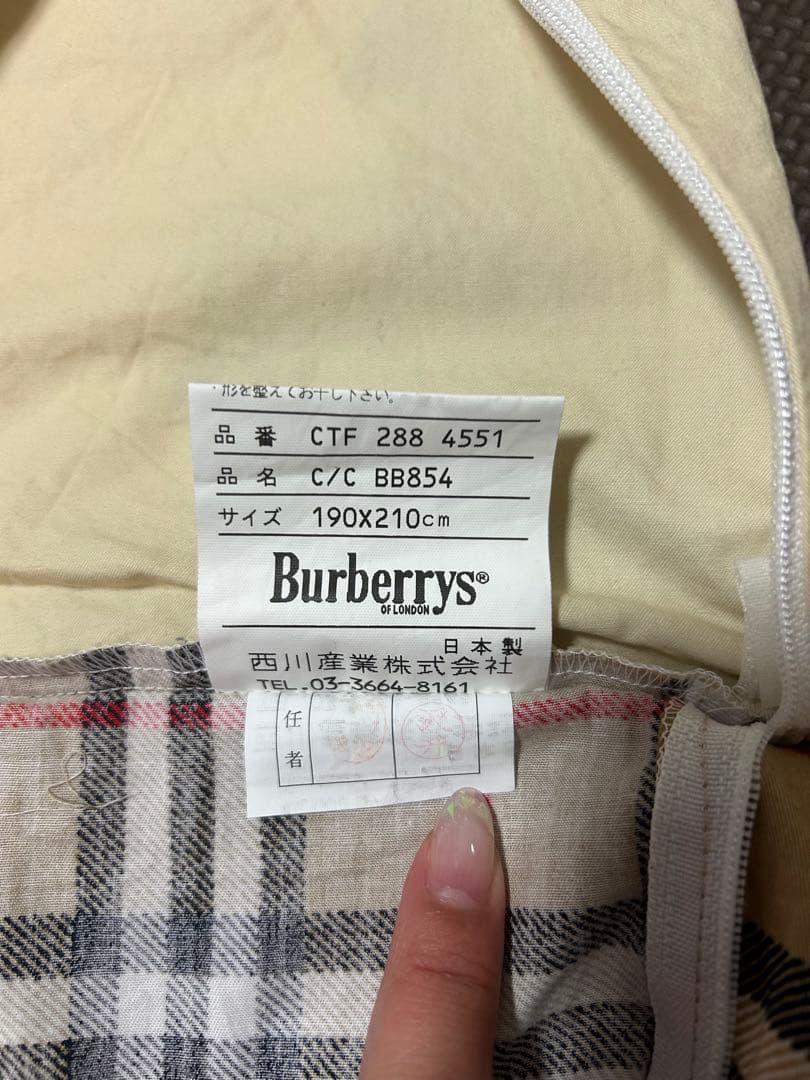 ・形を整えてお干し下さい。
品番 CTF 288 4551
品名 C/C BB854
サイズ 190X210cm
Burberrys®
OF LONDON
日本製
西川産業株式会社
TEL.03-3664-8161
任
者